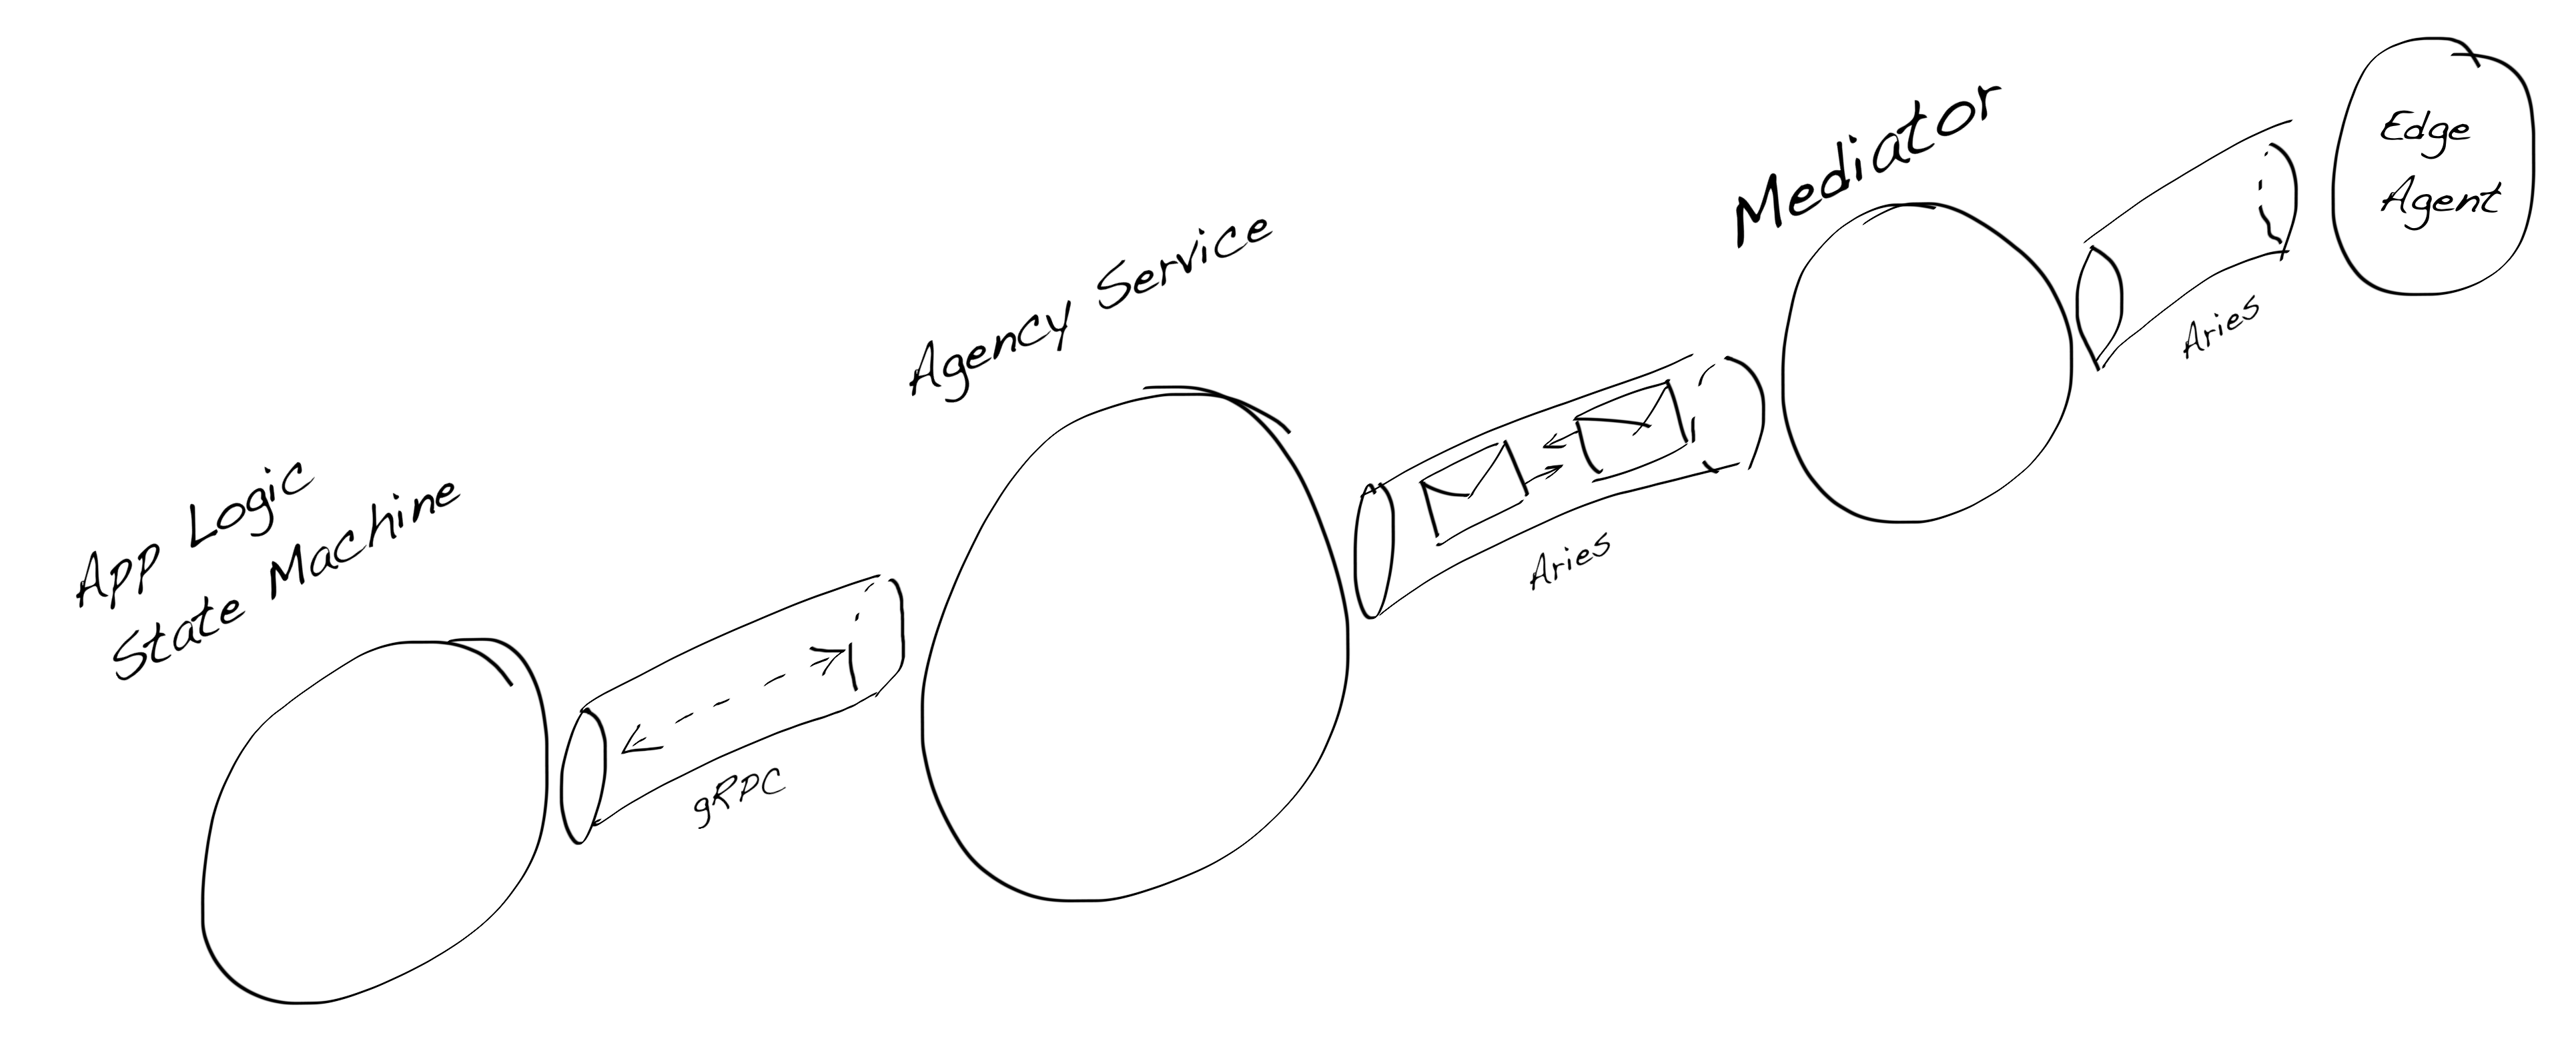 App Logic
State Machine
gRPC
Agency Service
Aries
Mediator
Aries
Edge
Agent